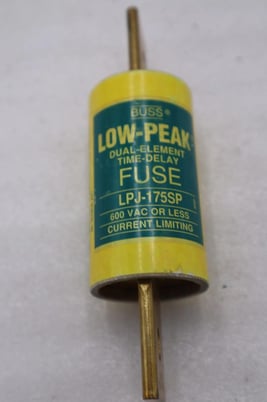 BUSS®
LOW-PEAK
DUAL-ELEMENT
TIME-DELAY
FUSE
LPJ-175SP
600 VAC OR LESS
CURRENT LIMITING